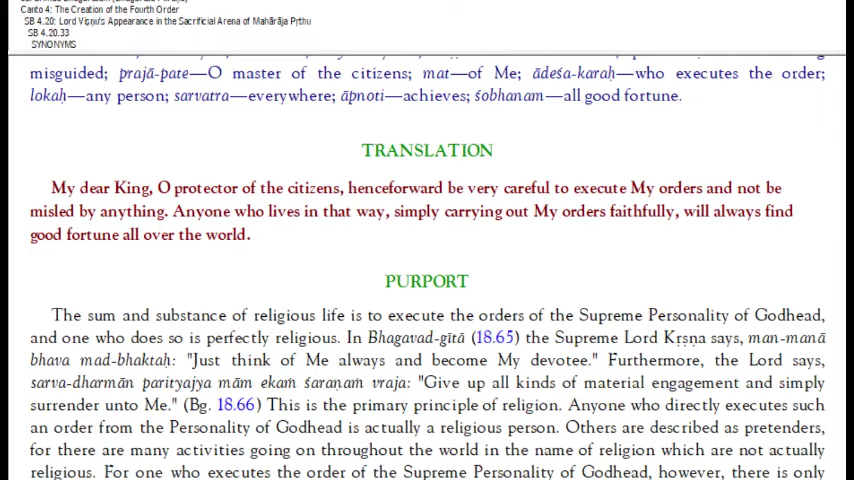 Canto 4: The Creation of the Fourth Order
SB 4.20: Lord Viṣṇu's Appearance in the Sacrificial Arena of Mahārāja Pṛthu
SB 4.20.33
SYNONYMS
misguided; prajā-pate—O master of the citizens; mat—of Me; ādeśa-karaḥ—who executes the order;
lokaḥ—any person; sarvatra—everywhere; āpnoti—achieves; śobhanam—all good fortune.
TRANSLATION
My dear King, O protector of the citizens, henceforward be very careful to execute My orders and not be
misled by anything. Anyone who lives in that way, simply carrying out My orders faithfully, will always find
good fortune all over the world.
PURPORT
The sum and substance of religious life is to execute the orders of the Supreme Personality of Godhead,
and one who does so is perfectly religious. In Bhagavad-gītā (18.65) the Supreme Lord Kṛṣṇa says, man-manā
bhava mad-bhaktaḥ: "Just think of Me always and become My devotee." Furthermore, the Lord says,
sarva-dharmān parityajya mām ekaṁ śaraṇaṁ vraja: "Give up all kinds of material engagement and simply
surrender unto Me." (Bg. 18.66) This is the primary principle of religion. Anyone who directly executes such
an order from the Personality of Godhead is actually a religious person. Others are described as pretenders,
for there are many activities going on throughout the world in the name of religion which are not actually
religious. For one who executes the order of the Supreme Personality of Godhead, however, there is only